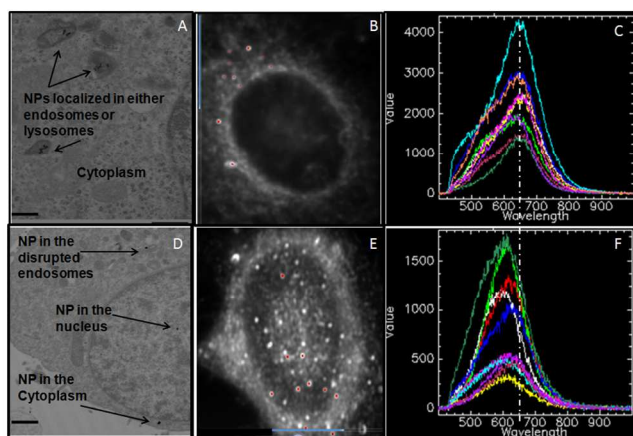 A
NPs localized in either
endosomes or
lysosomes
Cytoplasm
B
C
4000
3000
2000
1000
0
Value
400 500 600 700 800 900
Wavelength
D
NP in the
disrupted
endosomes
NP in the
nucleus
NP in the
Cytoplasm
E
F
1500
1000
500
0
Value
400 500 600 700 800 900
Wavelength